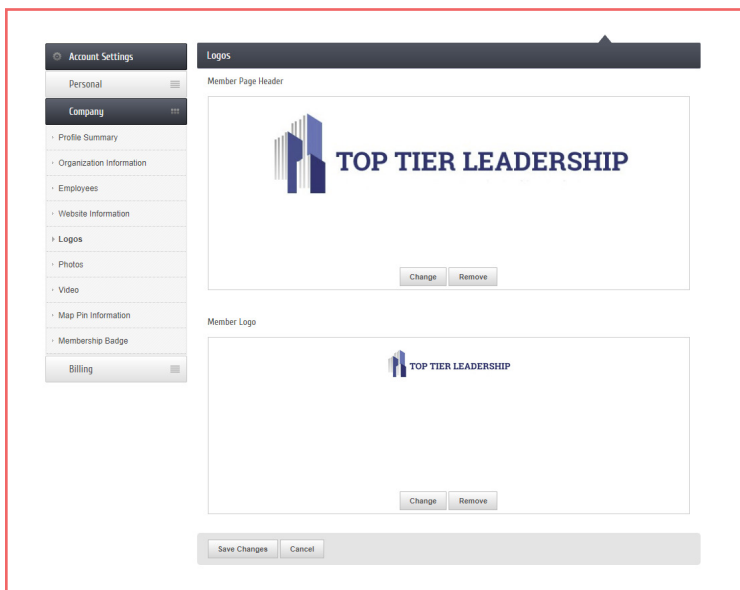 Account Settings
Personal
Company
Profile Summary
Organization Information
Employees
Website Information
Logos
Photos
Video
Map Pin Information
Membership Badge
Billing
Logos
Member Page Header
TOP TIER LEADERSHIP
Change Remove
Member Logo
TOP TIER LEADERSHIP
Change Remove
Save Changes Cancel